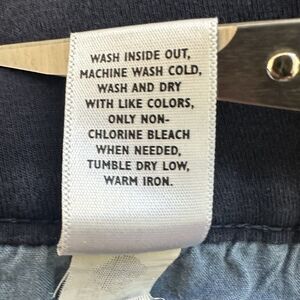 WASH INSIDE OUT,
MACHINE WASH COLD,
WASH AND DRY
WITH LIKE COLORS,
ONLY NON-
CHLORINE BLEACH
WHEN NEEDED,
TUMBLE DRY LOW,
WARM IRON.